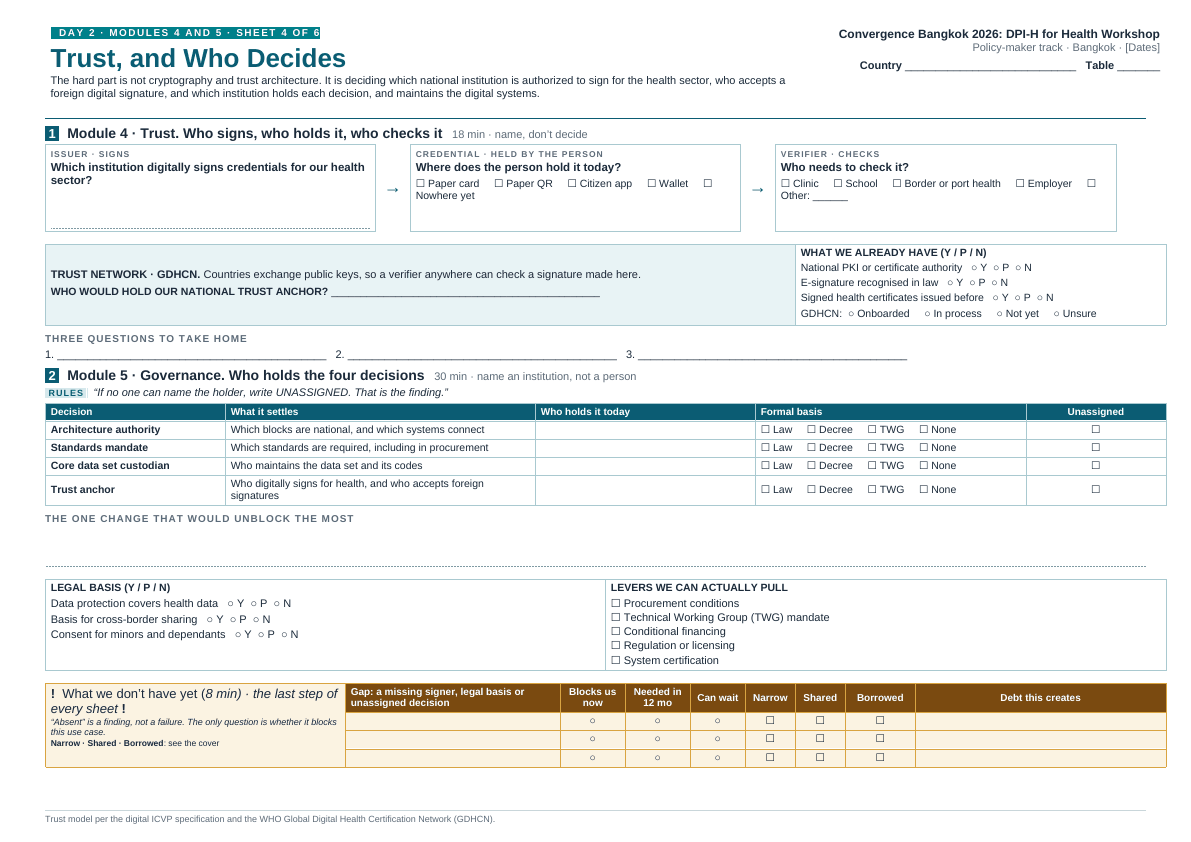 DAY 2 · MODULES 4 AND 5 · SHEET 4 OF 6
Trust, and Who Decides
The hard part is not cryptography and trust architecture. It is deciding which national institution is authorized to sign for the health sector, who accepts a
foreign digital signature, and which institution holds each decision, and maintains the digital systems.
Convergence Bangkok 2026: DPI-H for Health Workshop
Policy-maker track · Bangkok · [Dates]
Country ____________________________ Table _______
1 Module 4 · Trust. Who signs, who holds it, who checks it 18 min · name, don't decide
ISSUER · SIGNS
Which institution digitally signs credentials for our health
sector?
→
CREDENTIAL · HELD BY THE PERSON
Where does the person hold it today?
☐ Paper card ☐ Paper QR ☐ Citizen app ☐ Wallet ☐
Nowhere yet
→
VERIFIER · CHECKS
Who needs to check it?
☐ Clinic ☐ School ☐ Border or port health ☐ Employer ☐
Other: ______
TRUST NETWORK · GDHCN. Countries exchange public keys, so a verifier anywhere can check a signature made here.
WHO WOULD HOLD OUR NATIONAL TRUST ANCHOR? ______________________________________________
WHAT WE ALREADY HAVE (Y / P / N)
National PKI or certificate authority ○ Y ○ P ○ N
E-signature recognised in law ○ Y ○ P ○ N
Signed health certificates issued before ○ Y ○ P ○ N
GDHCN: ○ Onboarded ○ In process ○ Not yet ○ Unsure
THREE QUESTIONS TO TAKE HOME
1. ______________________________________________ 2. ______________________________________________ 3. ______________________________________________
2 Module 5 · Governance. Who holds the four decisions 30 min · name an institution, not a person
RULES "If no one can name the holder, write UNASSIGNED. That is the finding."
Decision What it settles Who holds it today Formal basis Unassigned
Architecture authority Which blocks are national, and which systems connect ☐ Law ☐ Decree ☐ TWG ☐ None ☐
Standards mandate Which standards are required, including in procurement ☐ Law ☐ Decree ☐ TWG ☐ None ☐
Core data set custodian Who maintains the data set and its codes ☐ Law ☐ Decree ☐ TWG ☐ None ☐
Trust anchor Who digitally signs for health, and who accepts foreign
signatures ☐ Law ☐ Decree ☐ TWG ☐ None ☐
THE ONE CHANGE THAT WOULD UNBLOCK THE MOST
LEGAL BASIS (Y / P / N)
Data protection covers health data ○ Y ○ P ○ N
Basis for cross-border sharing ○ Y ○ P ○ N
Consent for minors and dependants ○ Y ○ P ○ N
LEVERS WE CAN ACTUALLY PULL
☐ Procurement conditions
☐ Technical Working Group (TWG) mandate
☐ Conditional financing
☐ Regulation or licensing
☐ System certification
! What we don't have yet (8 min) · the last step of
every sheet !
"Absent" is a finding, not a failure. The only question is whether it blocks
this use case.
Narrow · Shared · Borrowed: see the cover
Gap: a missing signer, legal basis or
unassigned decision
Blocks us
now
Needed in
12 mo
Can wait Narrow Shared Borrowed Debt this creates
○ ○ ○ ☐ ☐ ☐
○ ○ ○ ☐ ☐ ☐
○ ○ ○ ☐ ☐ ☐
Trust model per the digital ICVP specification and the WHO Global Digital Health Certification Network (GDHCN).